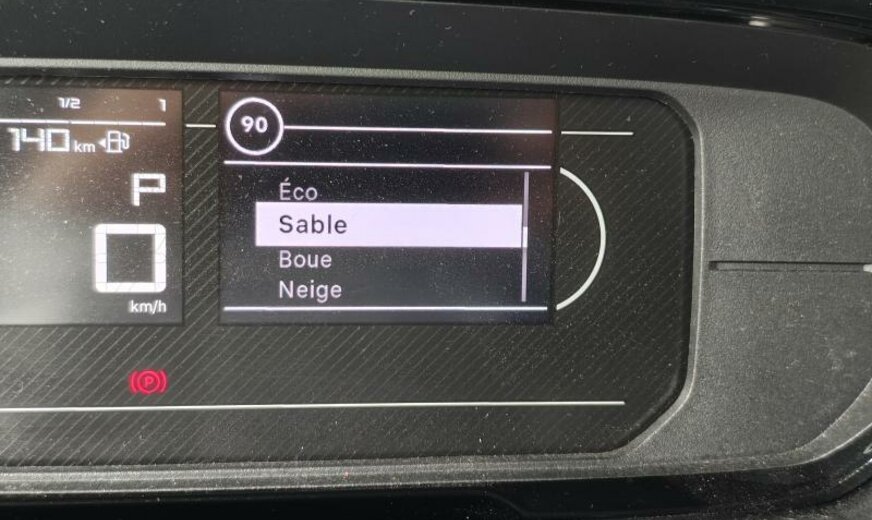 1/2 1
140 km
P
0
km/h
90
Éco
Sable
Boue
Neige
P